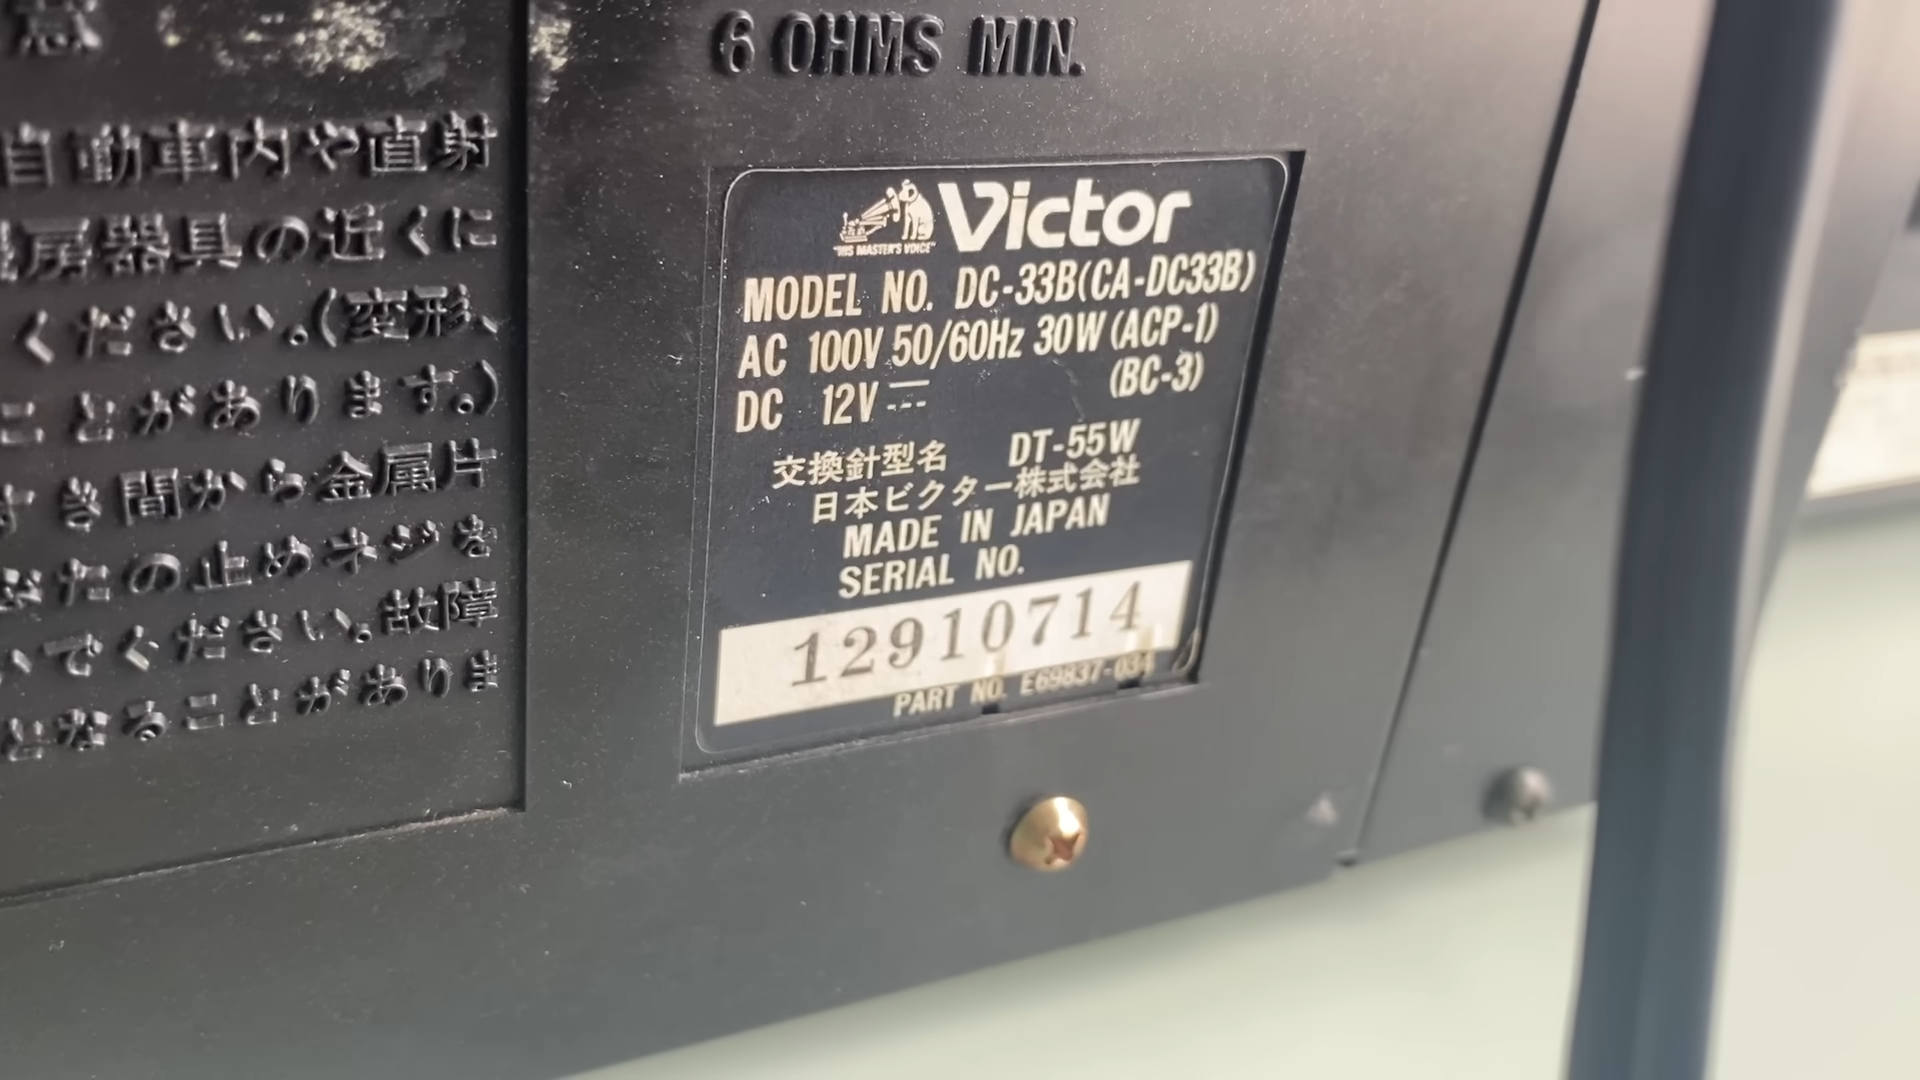 意
自動車内や直射
房器具の近くに
ください。(変形、
ことがあります。)
すき間から金属片
なたの止めネジを
いでください。故障
となることがありま
6 OHMS MIN.
"HIS MASTER'S VOICE" Victor
MODEL NO. DC-33B(CA-DC33B)
AC 100V 50/60Hz 30W (ACP-1)
DC 12V (BC-3)
交換針型名 DT-55W
日本ビクター株式会社
MADE IN JAPAN
SERIAL NO.
12910714
PART NO. E69837-034